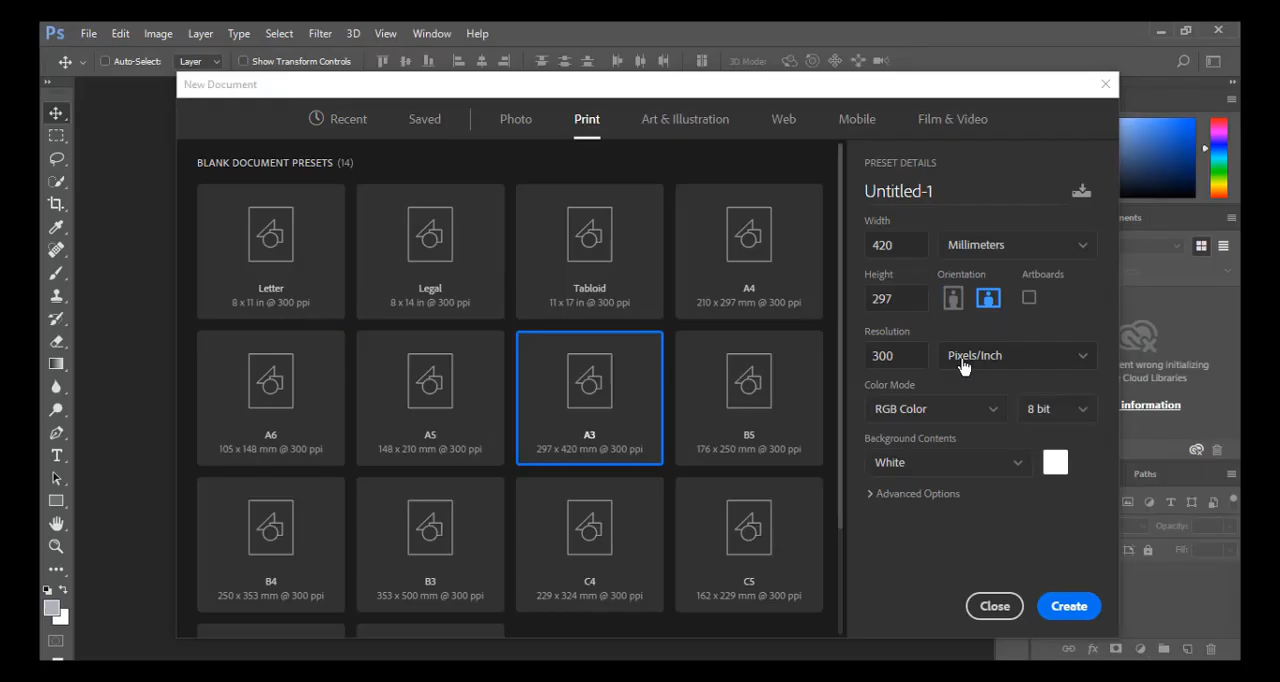 Ps File Edit Image Layer Type Select Filter 3D View Window Help
Auto-Select: Layer Show Transform Controls 3D Mode:
New Document
Recent Saved Photo Print Art & Illustration Web Mobile Film & Video
BLANK DOCUMENT PRESETS (14)
Letter
8 x 11 in @ 300 ppi
Legal
8 x 14 in @ 300 ppi
Tabloid
11 x 17 in @ 300 ppi
A4
210 x 297 mm @ 300 ppi
A6
105 x 148 mm @ 300 ppi
A5
148 x 210 mm @ 300 ppi
A3
297 x 420 mm @ 300 ppi
B5
176 x 250 mm @ 300 ppi
B4
250 x 353 mm @ 300 ppi
B3
353 x 500 mm @ 300 ppi
C4
229 x 324 mm @ 300 ppi
C5
162 x 229 mm @ 300 ppi
PRESET DETAILS
Untitled-1
Width
420 Millimeters
Height Orientation Artboards
297
Resolution
300 Pixels/Inch
Color Mode
RGB Color 8 bit
Background Contents
White
Advanced Options
Close Create
ments
ent wrong initializing
Cloud Libraries
information
Paths
Opacity:
Fill:
fx